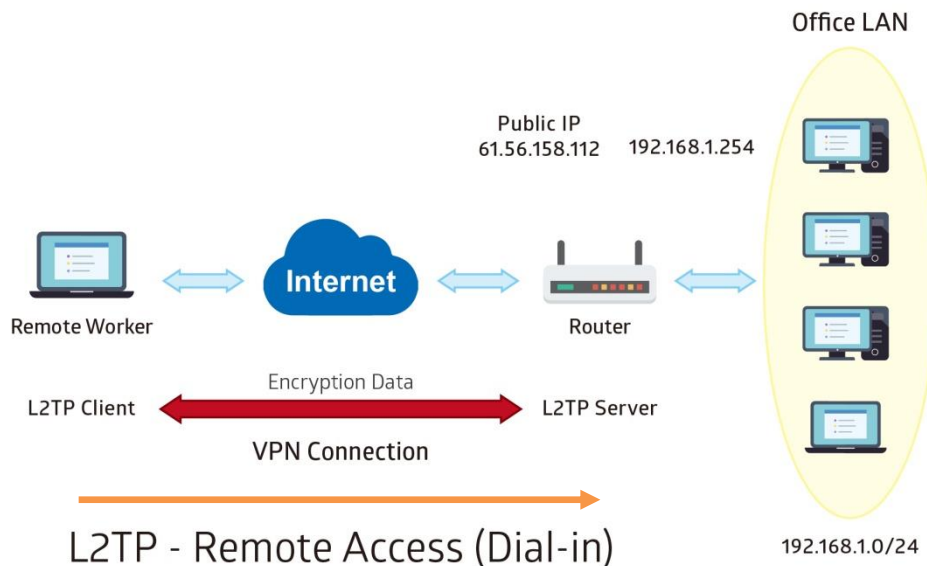 Office LAN
Public IP
61.56.158.112
192.168.1.254
Internet
Remote Worker
Router
Encryption Data
L2TP Client
L2TP Server
VPN Connection
L2TP - Remote Access (Dial-in)
192.168.1.0/24